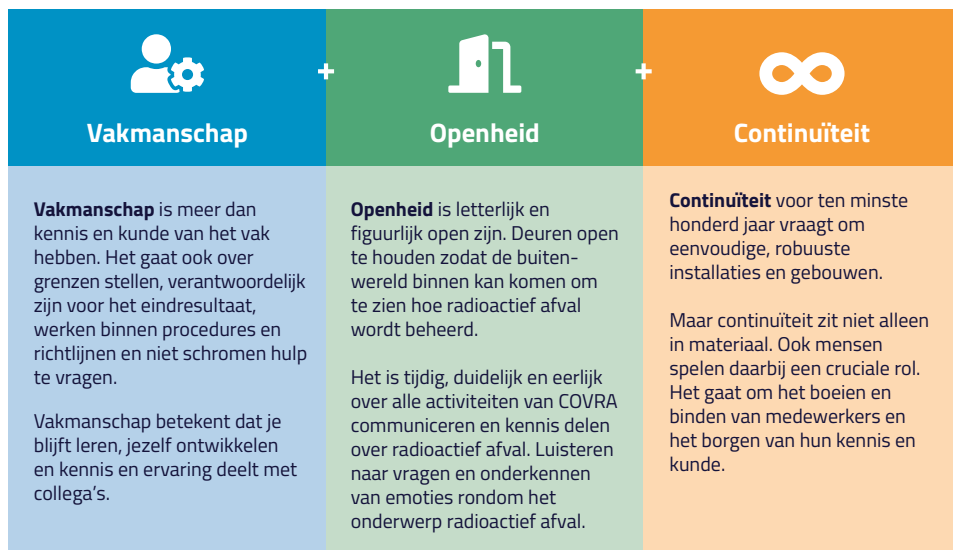 Vakmanschap
Vakmanschap is meer dan
kennis en kunde van het vak
hebben. Het gaat ook over
grenzen stellen, verantwoordelijk
zijn voor het eindresultaat,
werken binnen procedures en
richtlijnen en niet schromen hulp
te vragen.
Vakmanschap betekent dat je
blijft leren, jezelf ontwikkelen
en kennis en ervaring deelt met
collega's.
+
Openheid
Openheid is letterlijk en
figuurlijk open zijn. Deuren open
te houden zodat de buiten-
wereld binnen kan komen om
te zien hoe radioactief afval
wordt beheerd.
Het is tijdig, duidelijk en eerlijk
over alle activiteiten van COVRA
communiceren en kennis delen
over radioactief afval. Luisteren
naar vragen en onderkennen
van emoties rondom het
onderwerp radioactief afval.
+
Continuïteit
Continuïteit voor ten minste
honderd jaar vraagt om
eenvoudige, robuuste
installaties en gebouwen.
Maar continuïteit zit niet alleen
in materiaal. Ook mensen
spelen daarbij een cruciale rol.
Het gaat om het boeien en
binden van medewerkers en
het borgen van hun kennis en
kunde.